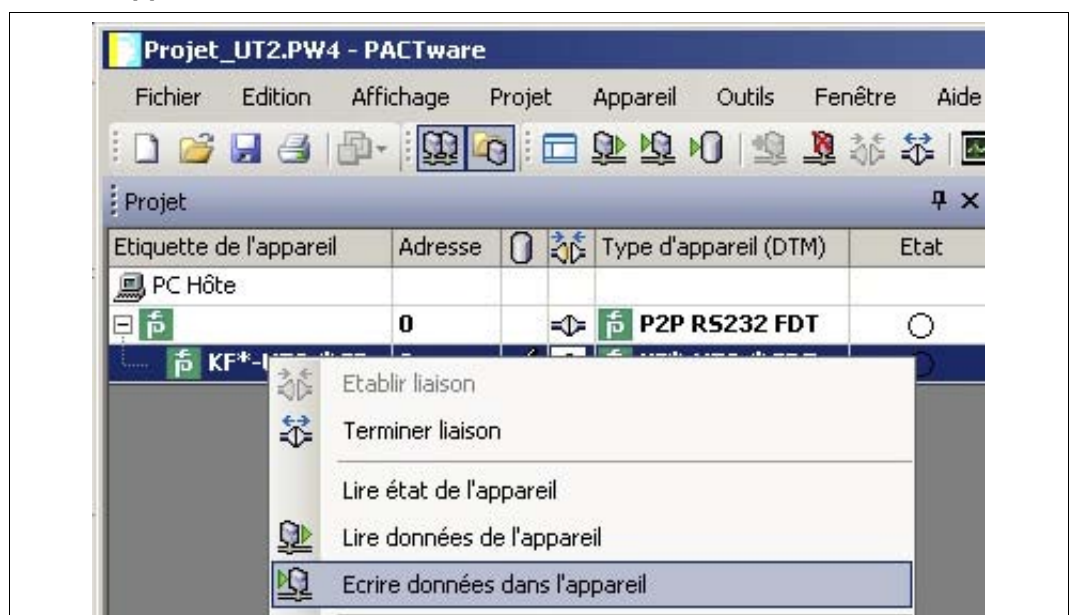 Projet_UT2.PW4 - PACTware
Fichier Edition Affichage Projet Appareil Outils Fenêtre Aide
Projet
Etiquette de l'appareil Adresse Type d'appareil (DTM) Etat
PC Hôte
0 P2P RS232 FDT
Etablir liaison
Terminer liaison
Lire état de l'appareil
Lire données de l'appareil
Ecrire données dans l'appareil